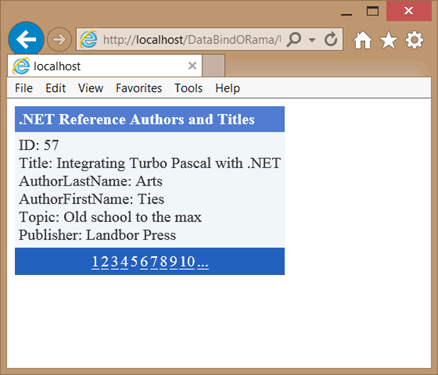 http://localhost/DataBindORama/
localhost
File Edit View Favorites Tools Help
.NET Reference Authors and Titles
ID: 57
Title: Integrating Turbo Pascal with .NET
AuthorLastName: Arts
AuthorFirstName: Ties
Topic: Old school to the max
Publisher: Landbor Press
1 2 3 4 5 6 7 8 9 10 ...